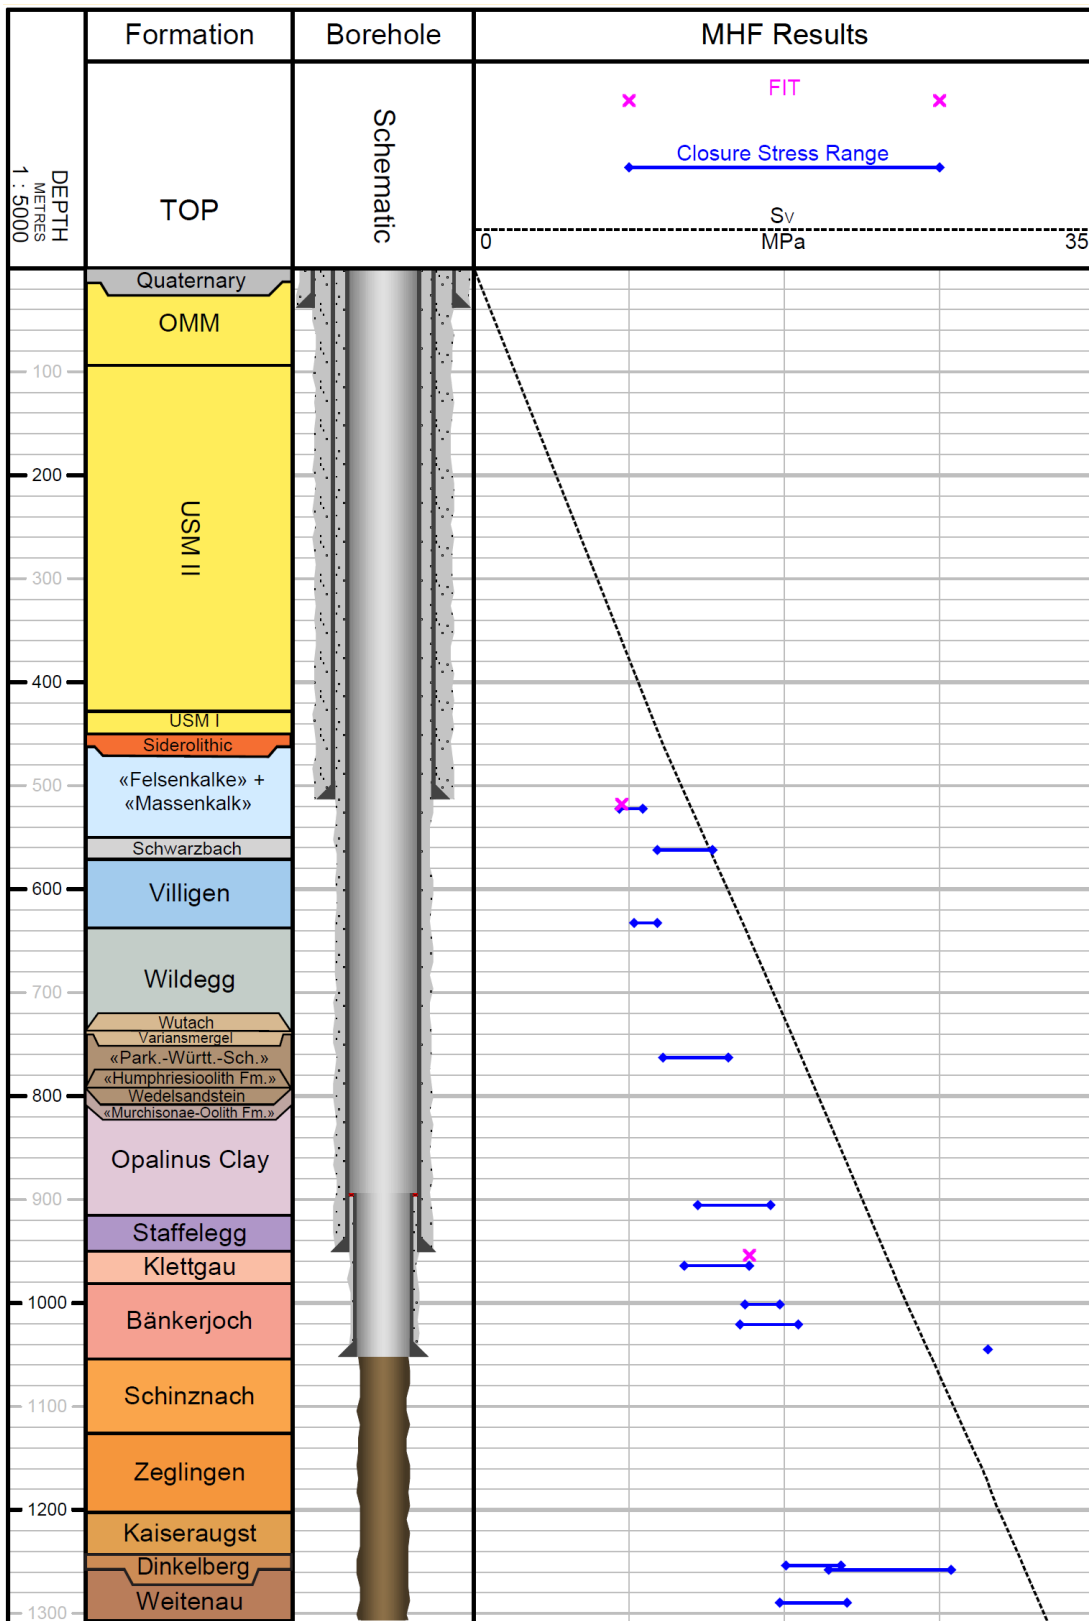 Formation
Borehole
MHF Results
DEPTH
METRES
1 : 5000
TOP
Schematic
FIT
Closure Stress Range
SV
0
MPa
35
Quaternary
OMM
100
200
USM II
300
400
USM I
Siderolithic
«Felsenkalke» +
«Massenkalk»
500
Schwarzbach
600
Villigen
Wildegg
700
Wutach
Variansmergel
«Park.-Württ.-Sch.»
«Humphriesioolith Fm.»
800
Wedelsandstein
«Murchisonae-Oolith Fm.»
Opalinus Clay
900
Staffelegg
Klettgau
1000
Bänkerjoch
Schinznach
1100
Zeglingen
1200
Kaiseraugst
Dinkelberg
Weitenau
1300